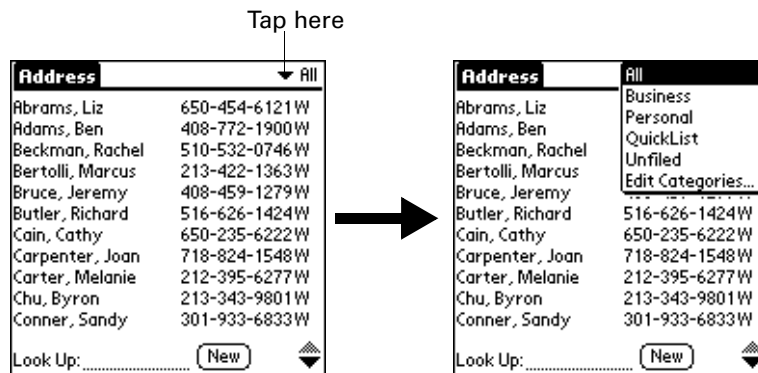 Tap here
Address All
Abrams, Liz 650-454-6121W
Adams, Ben 408-772-1900W
Beckman, Rachel 510-532-0746W
Bertolli, Marcus 213-422-1363W
Bruce, Jeremy 408-459-1279W
Butler, Richard 516-626-1424W
Cain, Cathy 650-235-6222W
Carpenter, Joan 718-824-1548W
Carter, Melanie 212-395-6277W
Chu, Byron 213-343-9801W
Conner, Sandy 301-933-6833W
Look Up: New
Address All
Abrams, Liz Business
Adams, Ben Personal
Beckman, Rachel QuickList
Bertolli, Marcus Unfiled
Bruce, Jeremy Edit Categories...
Butler, Richard 516-626-1424W
Cain, Cathy 650-235-6222W
Carpenter, Joan 718-824-1548W
Carter, Melanie 212-395-6277W
Chu, Byron 213-343-9801W
Conner, Sandy 301-933-6833W
Look Up: New